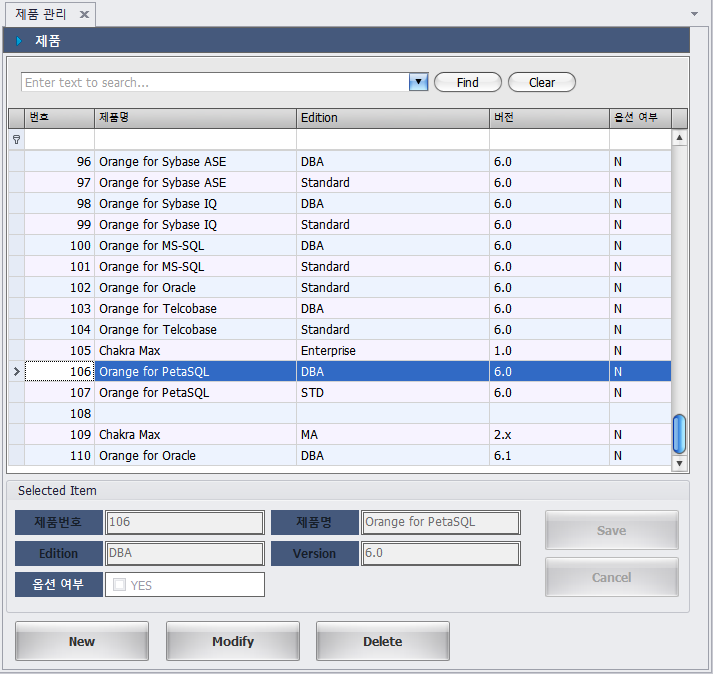 제품 관리
제품
Enter text to search... Find Clear
번호 제품명 Edition 버전 옵션 여부
96 Orange for Sybase ASE DBA 6.0 N
97 Orange for Sybase ASE Standard 6.0 N
98 Orange for Sybase IQ DBA 6.0 N
99 Orange for Sybase IQ Standard 6.0 N
100 Orange for MS-SQL DBA 6.0 N
101 Orange for MS-SQL Standard 6.0 N
102 Orange for Oracle Standard 6.0 N
103 Orange for Telcobase DBA 6.0 N
104 Orange for Telcobase Standard 6.0 N
105 Chakra Max Enterprise 1.0 N
106 Orange for PetaSQL DBA 6.0 N
107 Orange for PetaSQL STD 6.0 N
108
109 Chakra Max MA 2.x N
110 Orange for Oracle DBA 6.1 N
Selected Item
제품번호 106 제품명 Orange for PetaSQL Save
Edition DBA Version 6.0 Cancel
옵션 여부 YES
New Modify Delete